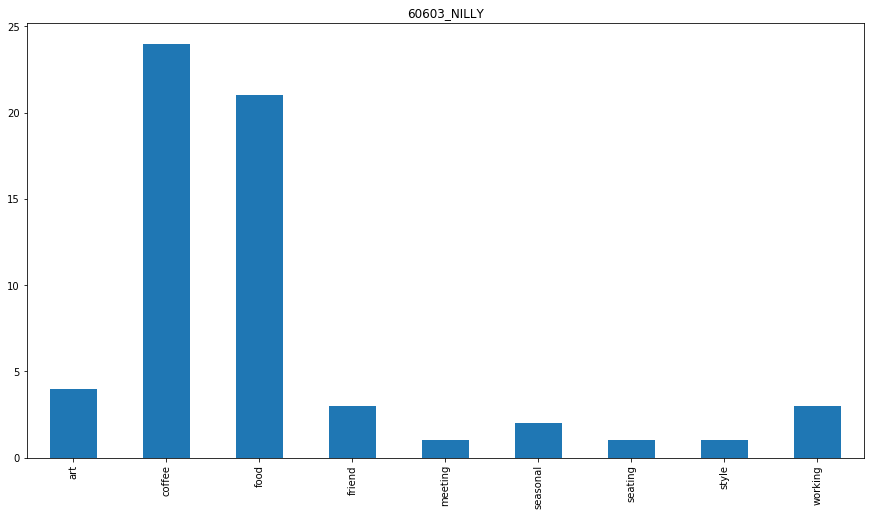 60603_NILLY
25
20
15
10
5
0
art
coffee
food
friend
meeting
seasonal
seating
style
working